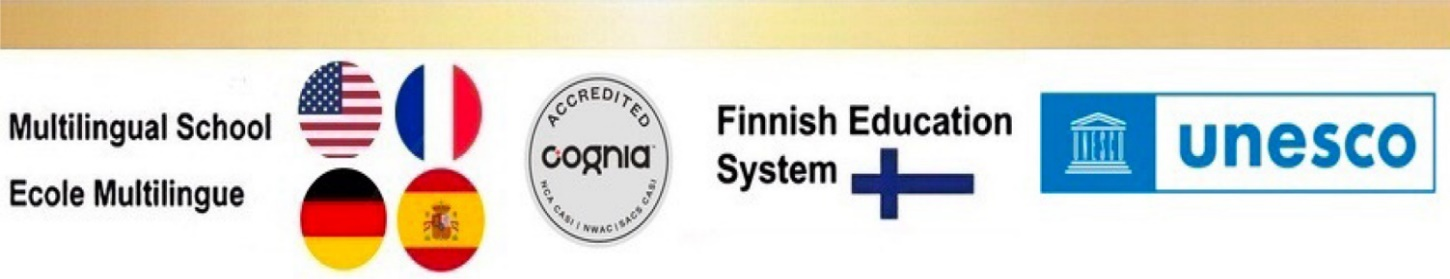 Multilingual School
Ecole Multilingue
ACCREDITED
cognia
NCA CASI | NWAC | SACS CASI
Finnish Education
System
unesco